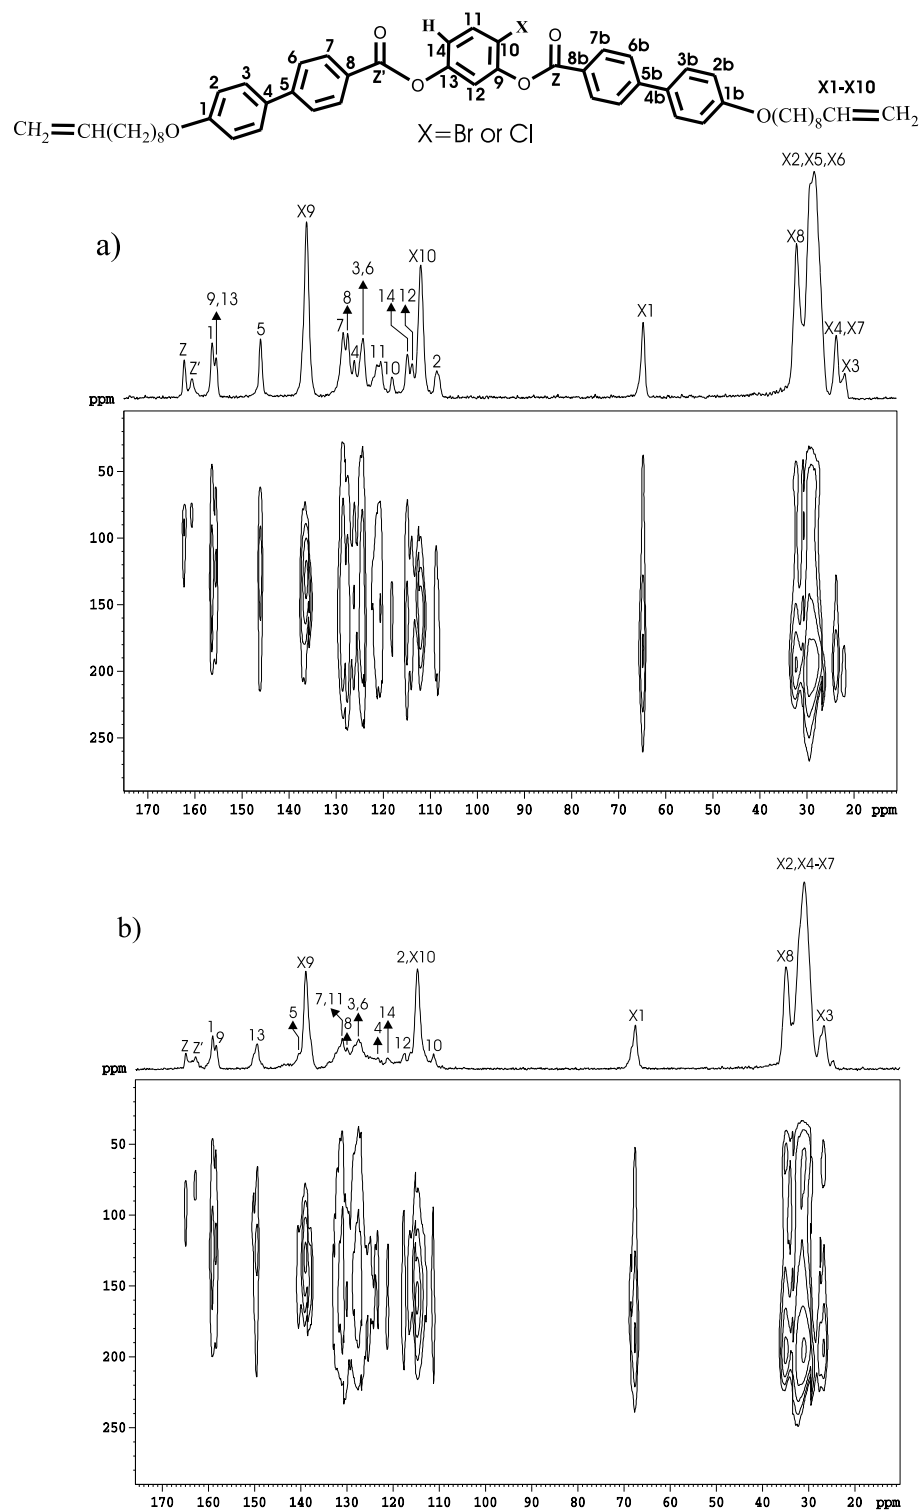 H 11 X
O 7 14 10 O 7b
6 8 Z' 13 9 Z 8b 6b
2 3 5 O 12 O 5b 3b 2b
1 4 4b 1b X1-X10
CH2=CH(CH2)8O O(CH2)8CH=CH2
X=Br or Cl
a)
X2,X5,X6
X9
X8
X10
3,6
9,13
8 14 12
Z Z' 1 5 7 4 11 10 2 X1 X4,X7 X3
ppm
50
100
150
200
250
170 160 150 140 130 120 110 100 90 80 70 60 50 40 30 20 ppm
b)
X2,X4-X7
X9 2,X10 X8
7,11 3,6
5 8 4 14
Z Z' 1 9 13 12 10 X1 X3
ppm
50
100
150
200
250
170 160 150 140 130 120 110 100 90 80 70 60 50 40 30 20 ppm